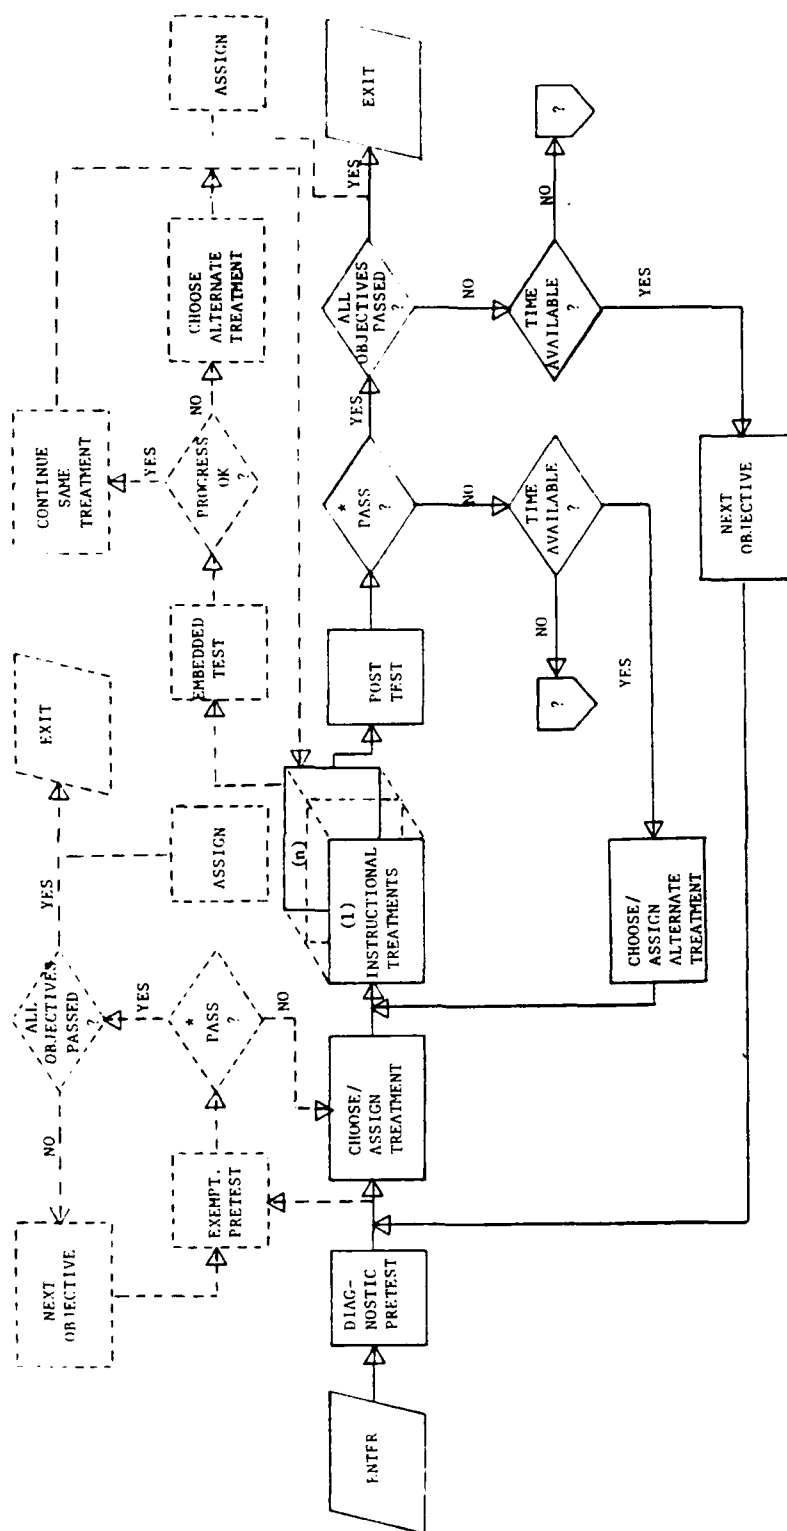 NEXT
OBJECTIVE
NO
ALL
OBJECTIVES
PASSED
?
YES
EXIT
ASSIGN
EXEMPT.
PRETEST
*
PASS
?
YES
NO
EMBEDDED
TEST
PROGRESS
OK
?
YES
CONTINUE
SAME
TREATMENT
NO
CHOOSE
ALTERNATE
TREATMENT
ASSIGN
ENTER
DIAG-
NOSTIC
PRETEST
CHOOSE/
ASSIGN
TREATMENT
(n)
(1)
INSTRUCTIONAL
TREATMENTS
POST
TEST
*
PASS
?
YES
ALL
OBJECTIVES
PASSED
?
YES
EXIT
NO
TIME
AVAILABLE
?
NO
?
YES
CHOOSE/
ASSIGN
ALTERNATE
TREATMENT
NO
TIME
AVAILABLE
?
NO
?
YES
NEXT
OBJECTIVE